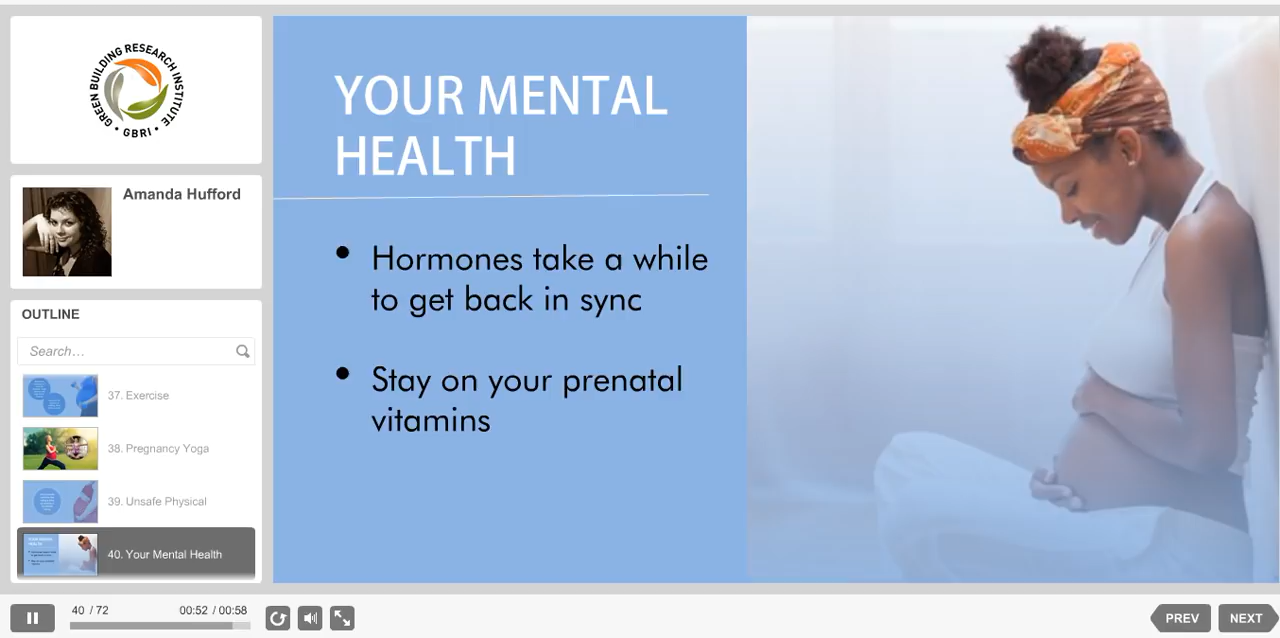 GREEN BUILDING RESEARCH INSTITUTE
• GBRI •
Amanda Hufford
OUTLINE
Search...
37. Exercise
38. Pregnancy Yoga
39. Unsafe Physical
40. Your Mental Health
YOUR MENTAL
HEALTH
• Hormones take a while
to get back in sync
• Stay on your prenatal
vitamins
40 / 72
00:52 / 00:58
PREV
NEXT